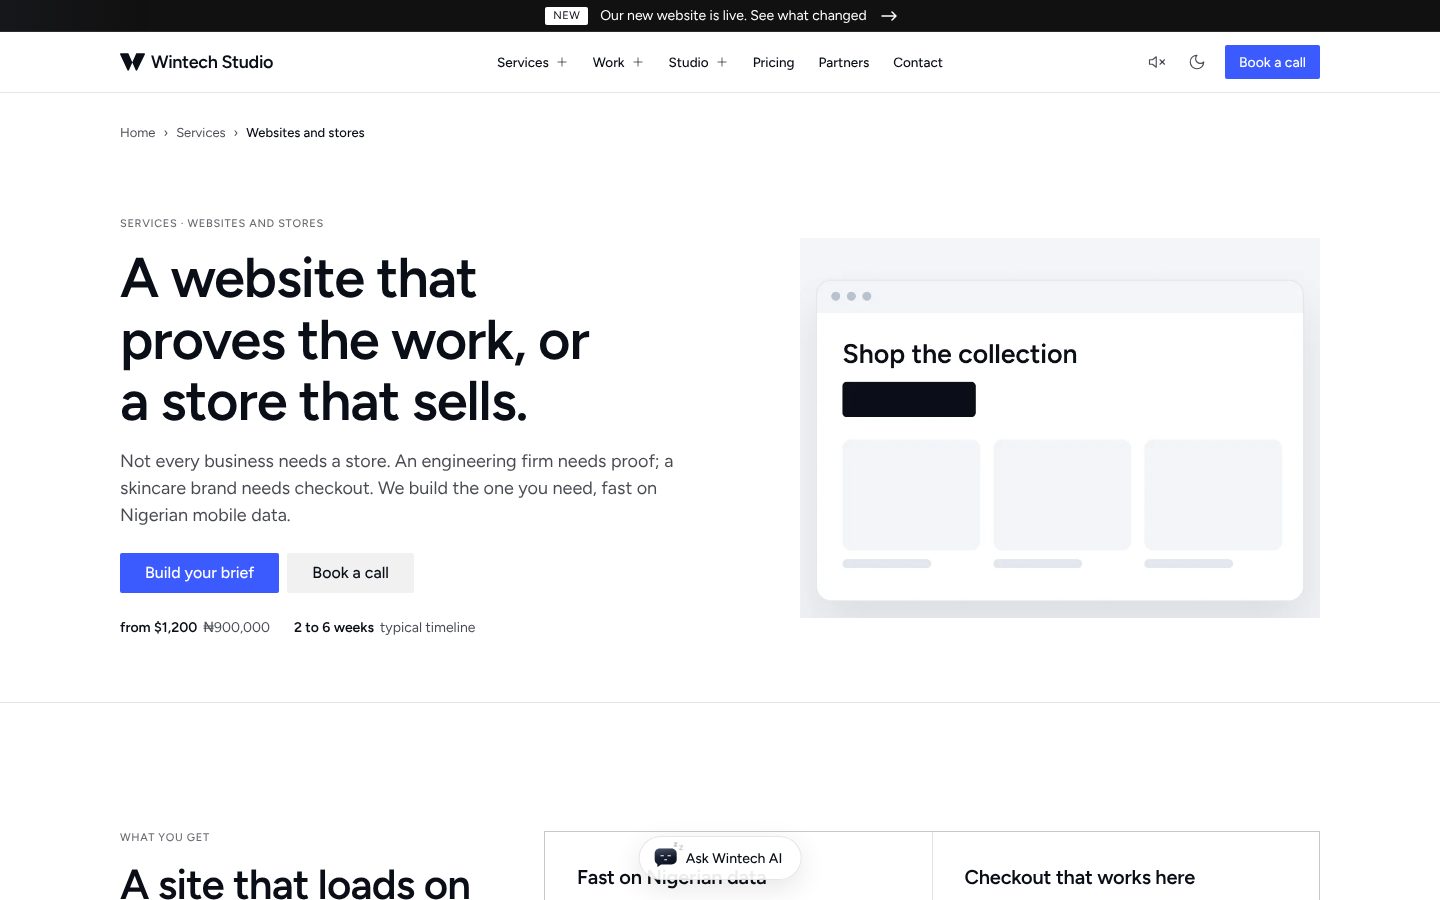 NEW Our new website is live. See what changed →
Wintech Studio
Services + Work + Studio + Pricing Partners Contact
Book a call
Home › Services › Websites and stores
SERVICES · WEBSITES AND STORES
A website that
proves the work, or
a store that sells.
Not every business needs a store. An engineering firm needs proof; a
skincare brand needs checkout. We build the one you need, fast on
Nigerian mobile data.
Build your brief
Book a call
from $1,200 ₦900,000 2 to 6 weeks typical timeline
Shop the collection
WHAT YOU GET
A site that loads on
Ask Wintech AI
Fast on Nigerian data
Checkout that works here